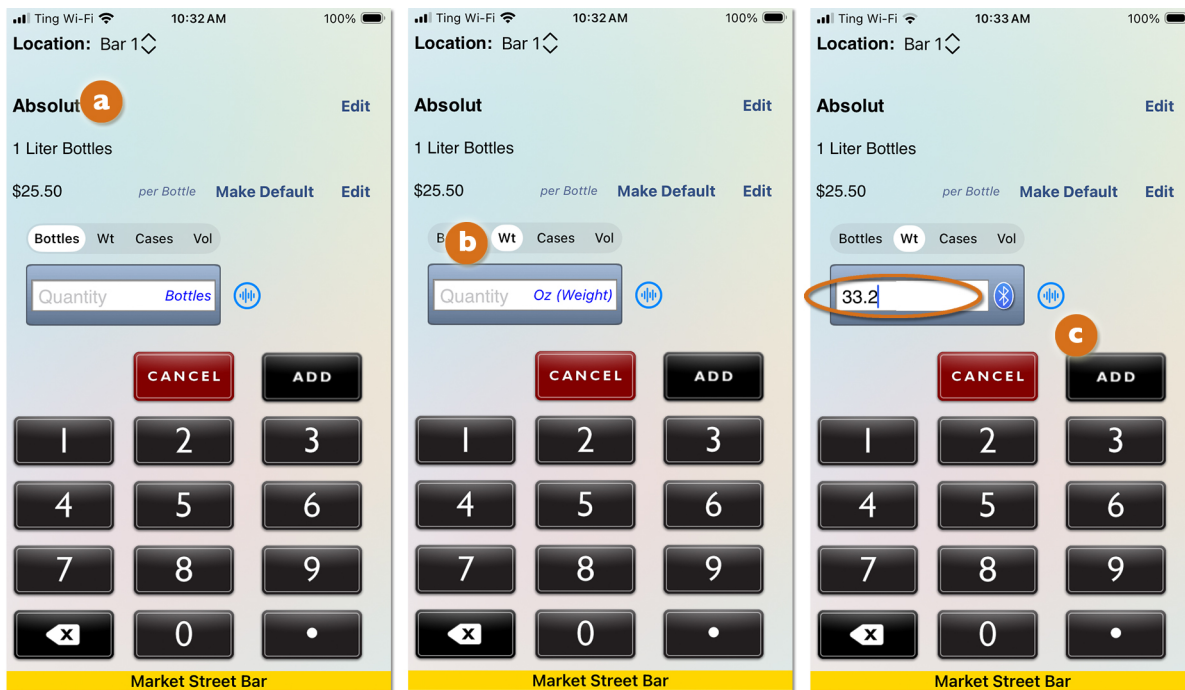 Ting Wi-Fi 10:32 AM 100%
Location: Bar 1
Absolut a Edit
1 Liter Bottles
$25.50 per Bottle Make Default Edit
Bottles Wt Cases Vol
Quantity Bottles
CANCEL ADD
1 2 3
4 5 6
7 8 9
X 0 •
Market Street Bar
Ting Wi-Fi 10:32 AM 100%
Location: Bar 1
Absolut Edit
1 Liter Bottles
$25.50 per Bottle Make Default Edit
B b Wt Cases Vol
Quantity Oz (Weight)
CANCEL ADD
1 2 3
4 5 6
7 8 9
X 0 •
Market Street Bar
Ting Wi-Fi 10:33 AM 100%
Location: Bar 1
Absolut Edit
1 Liter Bottles
$25.50 per Bottle Make Default Edit
Bottles Wt Cases Vol
33.2
c
CANCEL ADD
1 2 3
4 5 6
7 8 9
X 0 •
Market Street Bar